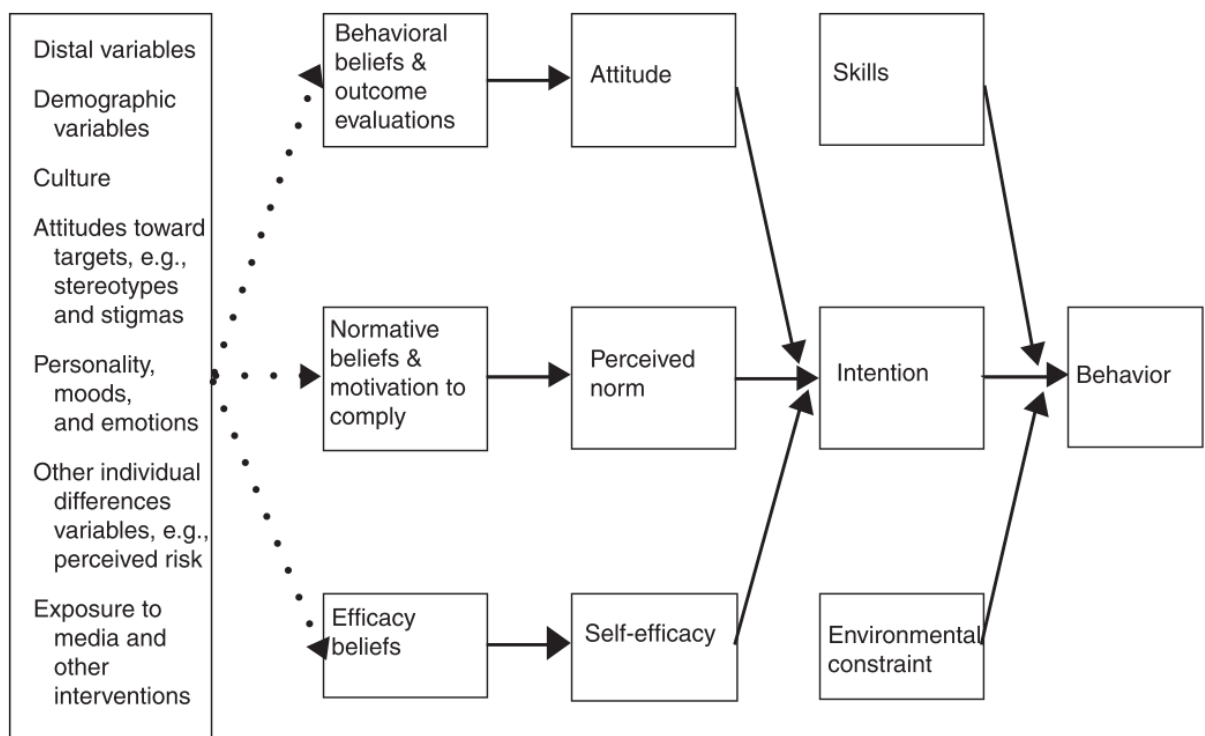 Distal variables
Demographic
variables
Culture
Attitudes toward
targets, e.g.,
stereotypes
and stigmas
Personality,
moods,
and emotions
Other individual
differences
variables, e.g.,
perceived risk
Exposure to
media and
other
interventions
Behavioral
beliefs &
outcome
evaluations
Attitude
Skills
Normative
beliefs &
motivation to
comply
Perceived
norm
Intention
Behavior
Efficacy
beliefs
Self-efficacy
Environmental
constraint